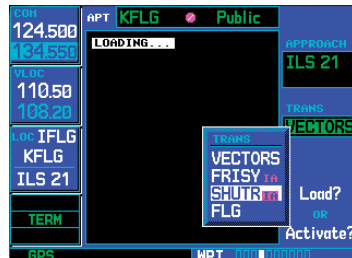 COM
124.500
134.550
VLOC
110.50
108.20
LOC IFLG
KFLG
ILS 21
TERM
GPS
APT KFLG Public
LOADING...
APPROACH
ILS 21
TRANS
VECTORS
TRANS
VECTORS
FRISY IA
SHUTR IA
FLG
Load?
OR
Activate?
WPT